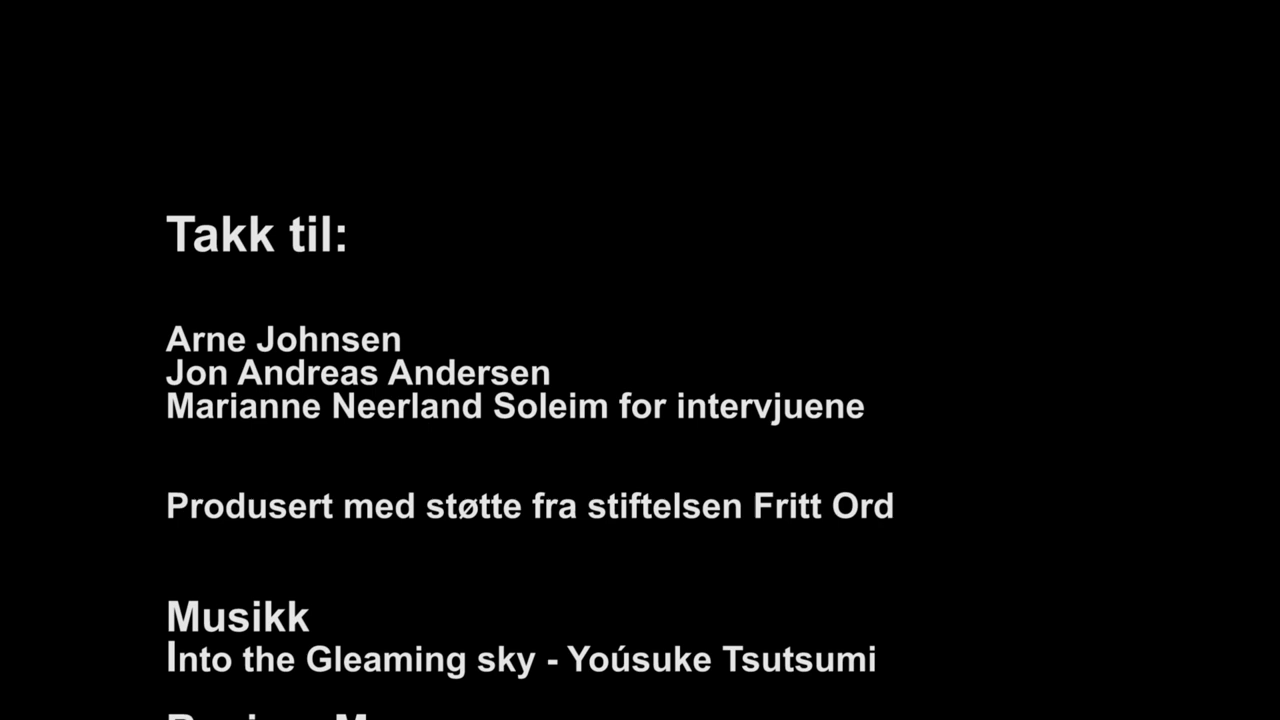 Takk til:
Arne Johnsen
Jon Andreas Andersen
Marianne Neerland Soleim for intervjuene
Produsert med støtte fra stiftelsen Fritt Ord
Musikk
Into the Gleaming sky - Yoúsuke Tsutsumi